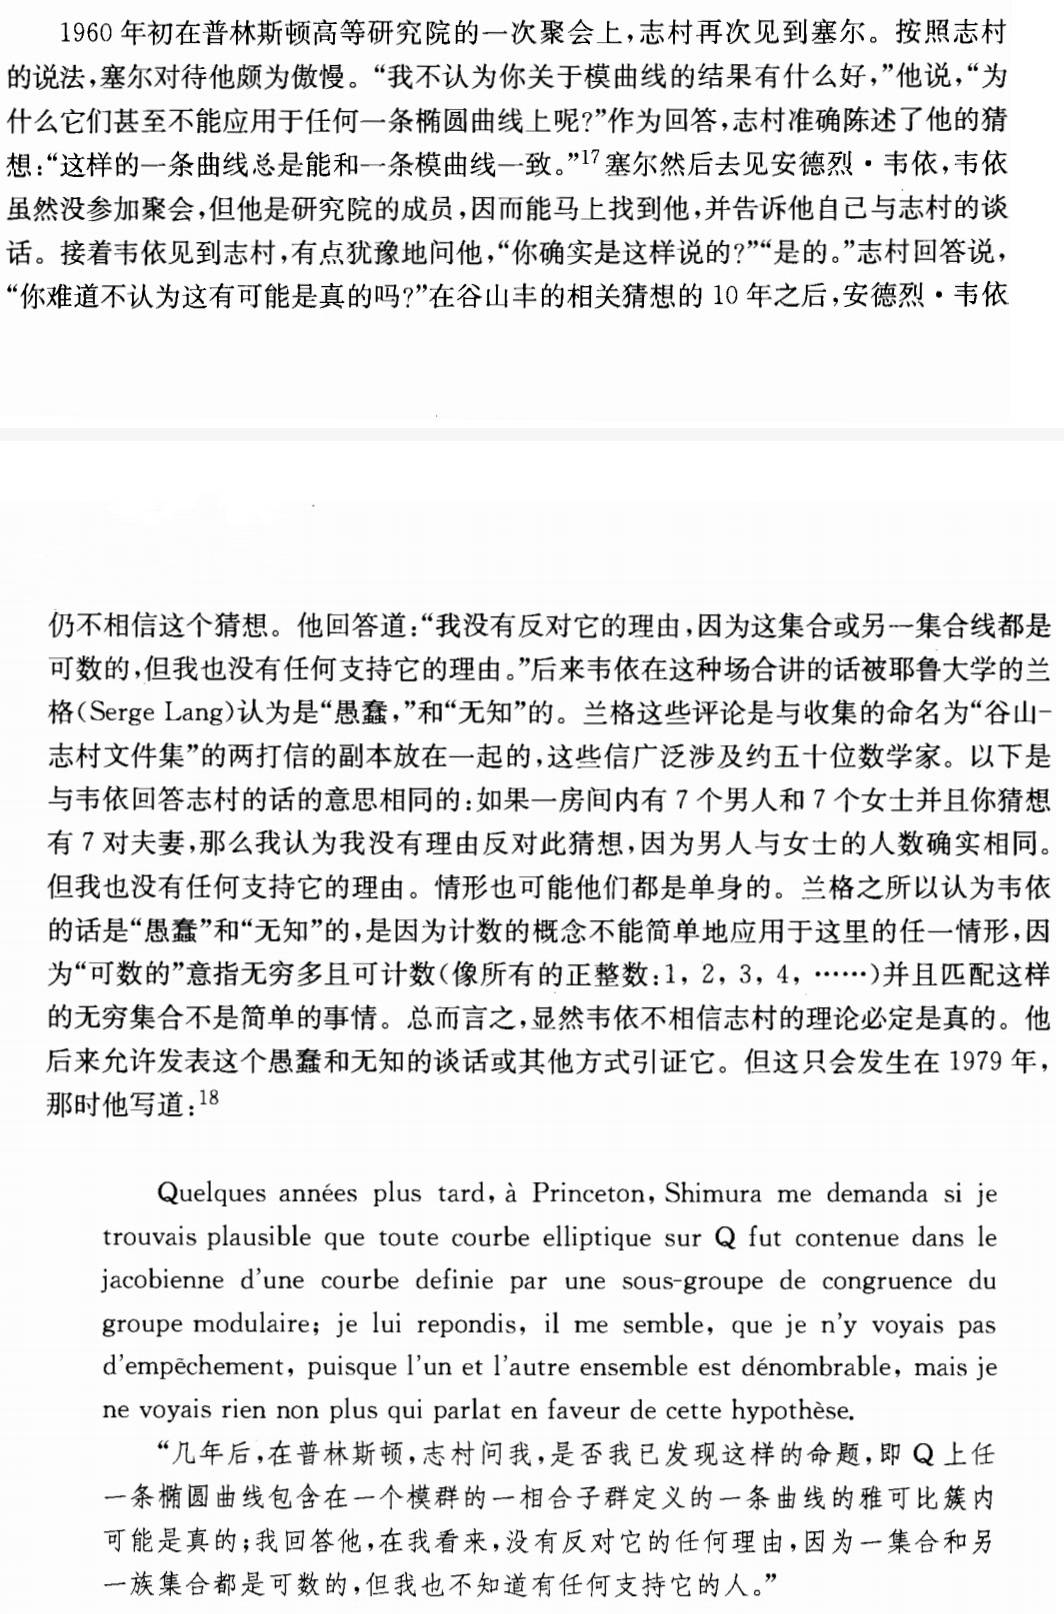 1960 年初在普林斯顿高等研究院的一次聚会上,志村再次见到塞尔。按照志村
的说法,塞尔对待他颇为傲慢。“我不认为你关于模曲线的结果有什么好,”他说,“为
什么它们甚至不能应用于任何一条椭圆曲线上呢?”作为回答,志村准确陈述了他的猜
想:“这样的一条曲线总是能和一条模曲线一致。”17塞尔然后去见安德烈·韦依,韦依
虽然没参加聚会,但他是研究院的成员,因而能马上找到他,并告诉他自己与志村的谈
话。接着韦依见到志村,有点犹豫地问他,“你确实是这样说的?”“是的。”志村回答说,
“你难道不认为这有可能是真的吗?”在谷山丰的相关猜想的 10 年之后,安德烈·韦依
仍不相信这个猜想。他回答道:“我没有反对它的理由,因为这集合或另一集合线都是
可数的,但我也没有任何支持它的理由。”后来韦依在这种场合讲的话被耶鲁大学的兰
格(Serge Lang)认为是“愚蠢,”和“无知”的。兰格这些评论是与收集的命名为“谷山-
志村文件集”的两打信的副本放在一起的,这些信广泛涉及约五十位数学家。以下是
与韦依回答志村的话的意思相同的:如果一房间内有 7 个男人和 7 个女士并且你猜想
有 7 对夫妻,那么我认为我没有理由反对此猜想,因为男人与女士的人数确实相同。
但我也没有任何支持它的理由。情形也可能他们都是单身的。兰格之所以认为韦依
的话是“愚蠢”和“无知”的,是因为计数的概念不能简单地应用于这里的任一情形,因
为“可数的”意指无穷多且可计数(像所有的正整数:1, 2, 3, 4, ……)并且匹配这样
的无穷集合不是简单的事情。总而言之,显然韦依不相信志村的理论必定是真的。他
后来允许发表这个愚蠢和无知的谈话或其他方式引证它。但这只会发生在 1979 年,
那时他写道:18
Quelques années plus tard, à Princeton, Shimura me demanda si je
trouvais plausible que toute courbe elliptique sur Q fut contenue dans le
jacobienne d'une courbe definie par une sous-groupe de congruence du
groupe modulaire; je lui repondis, il me semble, que je n'y voyais pas
d'empēchement, puisque l'un et l'autre ensemble est dénombrable, mais je
ne voyais rien non plus qui parlat en faveur de cette hypothèse.
“几年后,在普林斯顿,志村问我,是否我已发现这样的命题,即 Q 上任
一条椭圆曲线包含在一个模群的一相合子群定义的一条曲线的雅可比簇内
可能是真的;我回答他,在我看来,没有反对它的任何理由,因为一集合和另
一族集合都是可数的,但我也不知道有任何支持它的人。”